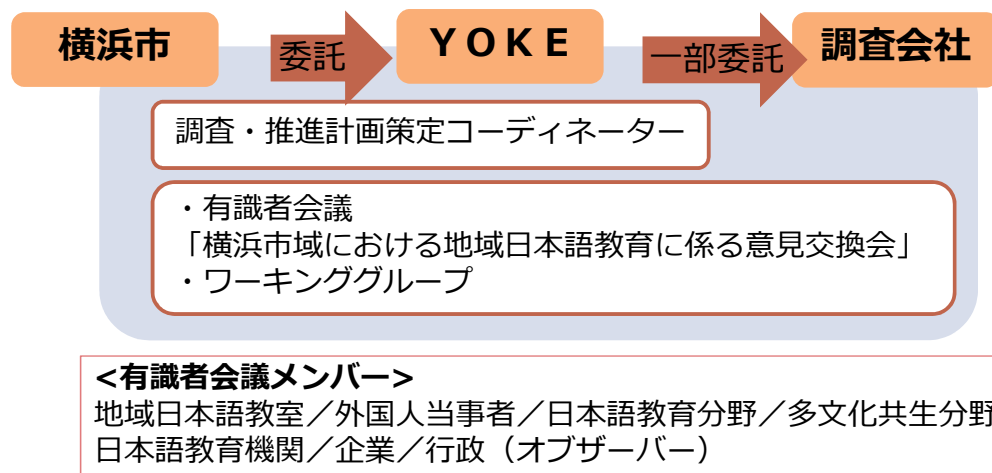 横浜市
委託
ＹＯＫＥ
一部委託
調査会社
調査・推進計画策定コーディネーター
・有識者会議
「横浜市域における地域日本語教育に係る意見交換会」
・ワーキンググループ
<有識者会議メンバー>
地域日本語教室／外国人当事者／日本語教育分野／多文化共生分野
日本語教育機関／企業／行政（オブザーバー）